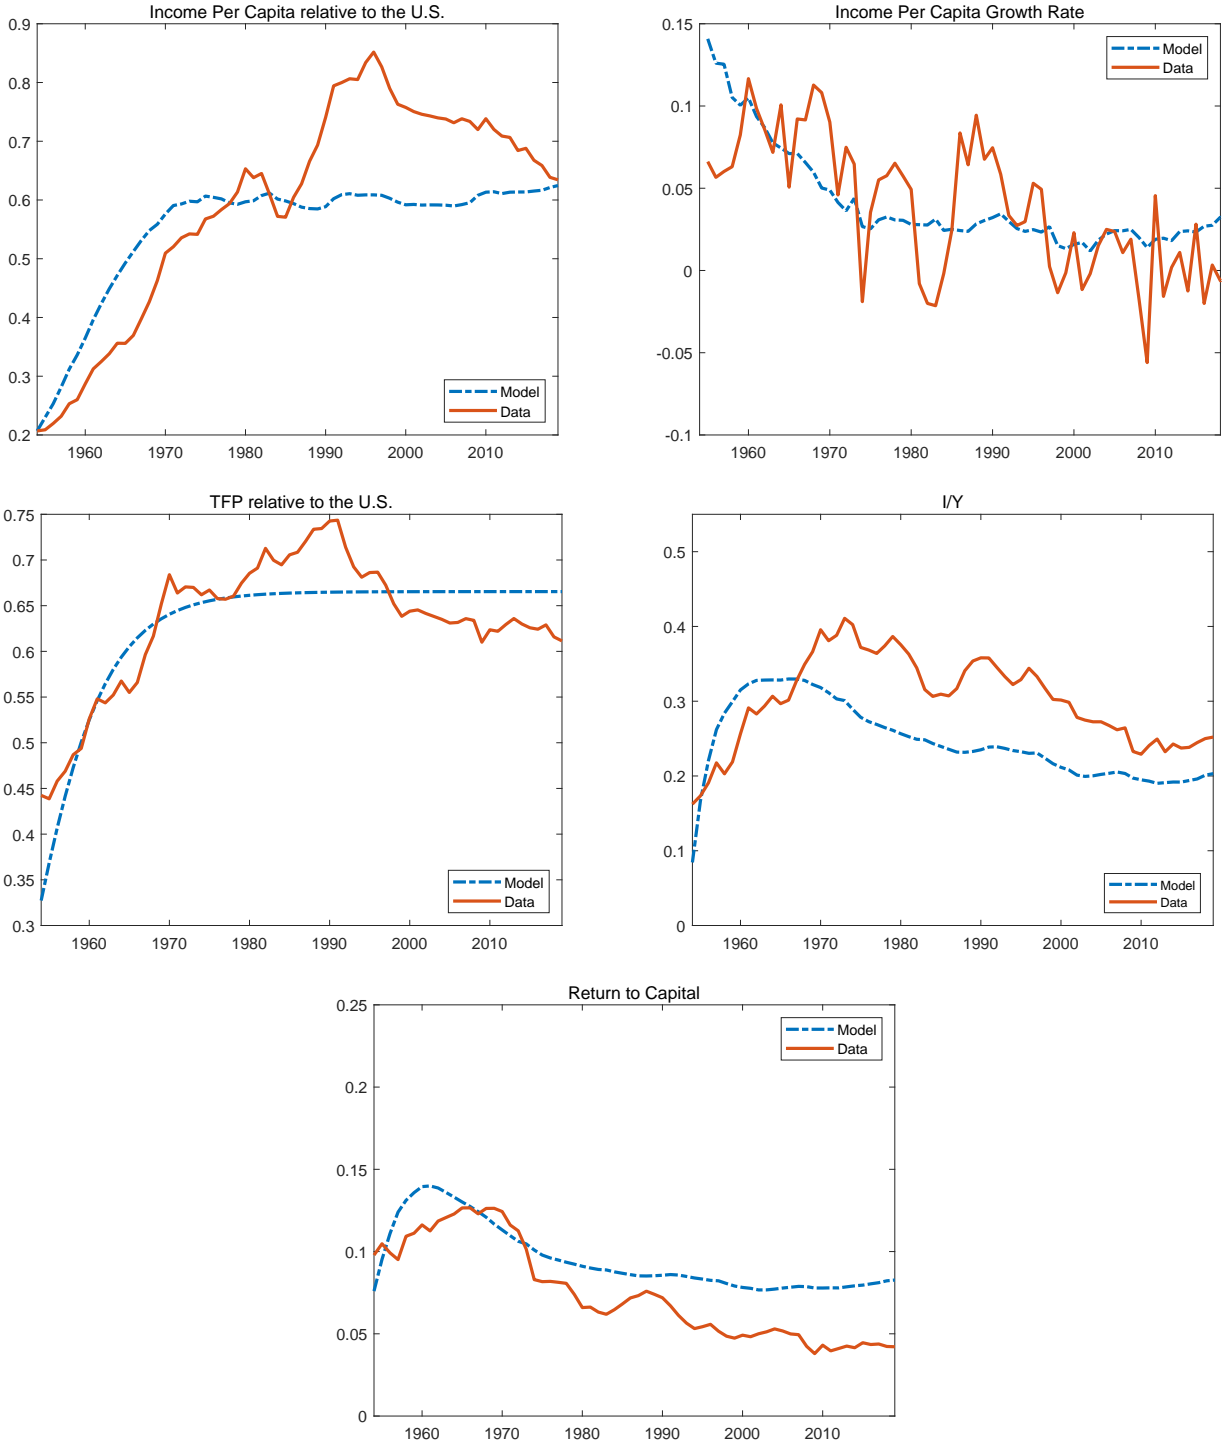 Income Per Capita relative to the U.S.
0.9
0.8
0.7
0.6
0.5
0.4
0.3
0.2
1960 1970 1980 1990 2000 2010
Model
Data
Income Per Capita Growth Rate
0.15
0.1
0.05
0
-0.05
-0.1
1960 1970 1980 1990 2000 2010
Model
Data
TFP relative to the U.S.
0.75
0.7
0.65
0.6
0.55
0.5
0.45
0.4
0.35
0.3
1960 1970 1980 1990 2000 2010
Model
Data
I/Y
0.5
0.4
0.3
0.2
0.1
0
1960 1970 1980 1990 2000 2010
Model
Data
Return to Capital
0.25
0.2
0.15
0.1
0.05
0
1960 1970 1980 1990 2000 2010
Model
Data